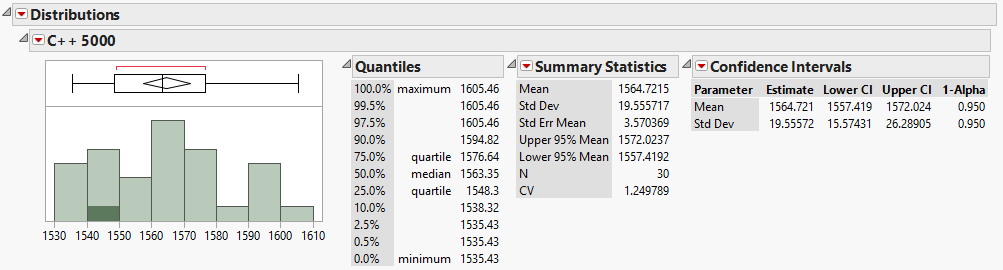 Distributions
C++ 5000
1530 1540 1550 1560 1570 1580 1590 1600 1610
Quantiles
100.0% maximum 1605.46
99.5% 1605.46
97.5% 1605.46
90.0% 1594.82
75.0% quartile 1576.64
50.0% median 1563.35
25.0% quartile 1548.3
10.0% 1538.32
2.5% 1535.43
0.5% 1535.43
0.0% minimum 1535.43
Summary Statistics
Mean 1564.7215
Std Dev 19.555717
Std Err Mean 3.570369
Upper 95% Mean 1572.0237
Lower 95% Mean 1557.4192
N 30
CV 1.249789
Confidence Intervals
Parameter Estimate Lower CI Upper CI 1-Alpha
Mean 1564.721 1557.419 1572.024 0.950
Std Dev 19.55572 15.57431 26.28905 0.950